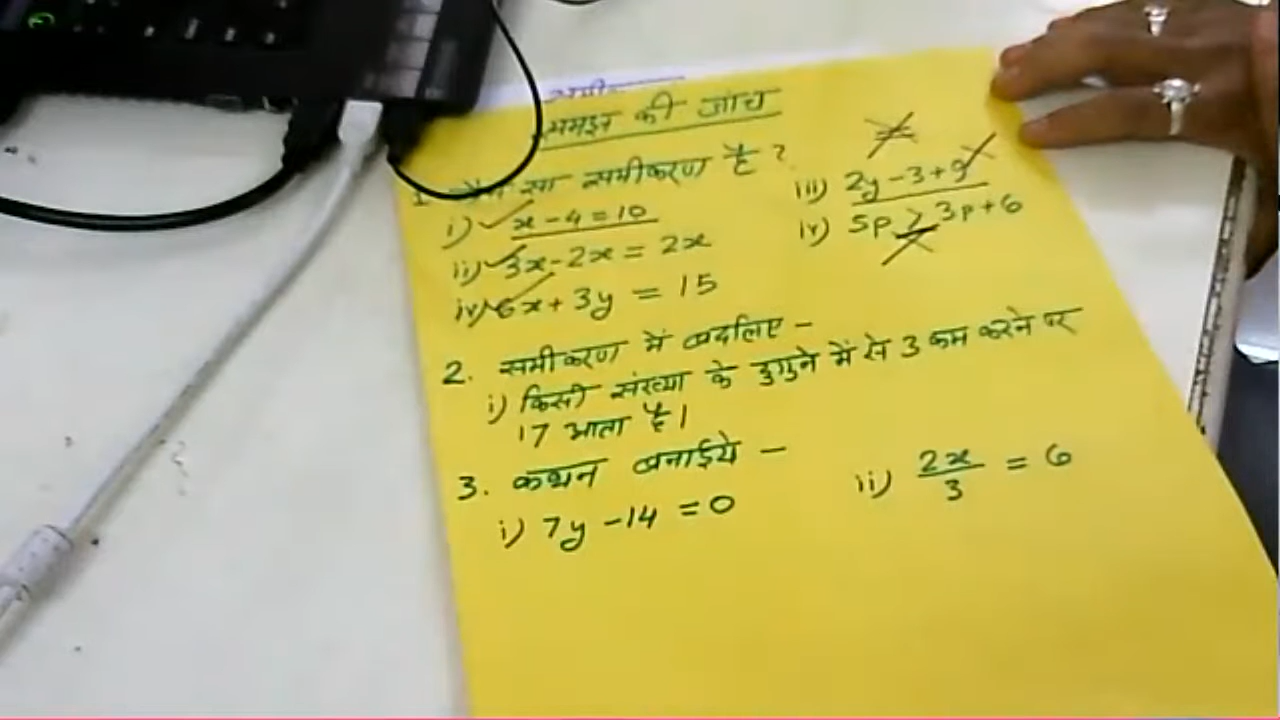 समझ की जांच
1. सा समीकरण है ?
i) x - 4 = 10
ii) 3x - 2x = 2x
iv) 6x + 3y = 15
iii) 2y - 3 + 9
iv) 5p > 3p + 6
2. समीकरण में बदलिए -
i) किसी संख्या के दुगुने में से 3 कम करने पर
17 आता है।
3. कथन बनाईये -
i) 7y - 14 = 0
ii) 2x/3 = 6